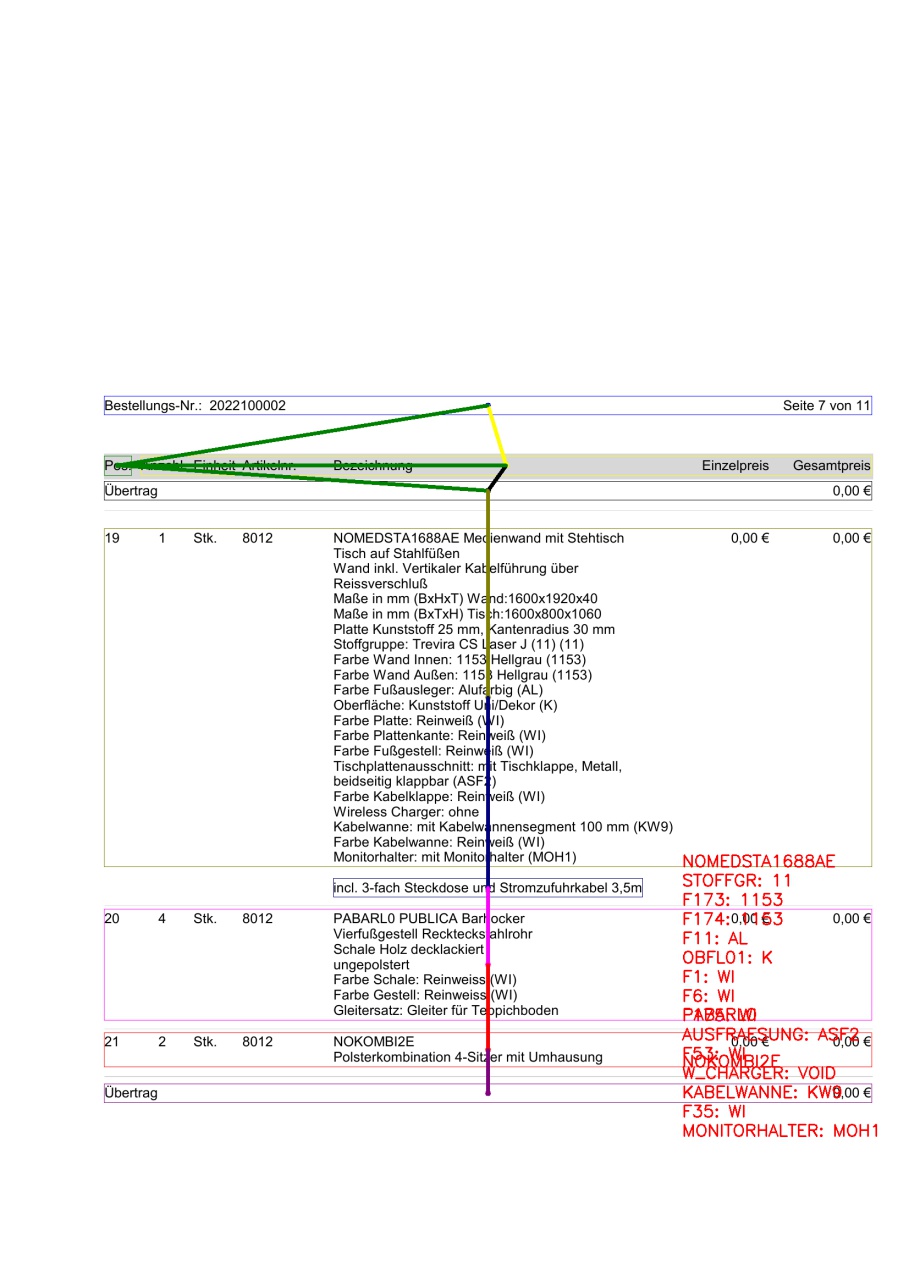 Bestellungs-Nr.: 2022100002 Seite 7 von 11
Pos. Anzahl Einheit Artikelnr. Bezeichnung Einzelpreis Gesamtpreis
Übertrag 0,00 €
19 1 Stk. 8012 NOMEDSTA1688AE Medienwand mit Stehtisch 0,00 € 0,00 €
Tisch auf Stahlfüßen
Wand inkl. Vertikaler Kabelführung über
Reissverschluß
Maße in mm (BxHxT) Wand:1600x1920x40
Maße in mm (BxTxH) Tisch:1600x800x1060
Platte Kunststoff 25 mm, Kantenradius 30 mm
Stoffgruppe: Trevira CS Laser J (11) (11)
Farbe Wand Innen: 1153 Hellgrau (1153)
Farbe Wand Außen: 1153 Hellgrau (1153)
Farbe Fußausleger: Alufarbig (AL)
Oberfläche: Kunststoff Uni/Dekor (K)
Farbe Platte: Reinweiß (WI)
Farbe Plattenkante: Reinweiß (WI)
Farbe Fußgestell: Reinweiß (WI)
Tischplattenausschnitt: mit Tischklappe, Metall,
beidseitig klappbar (ASF2)
Farbe Kabelklappe: Reinweiß (WI)
Wireless Charger: ohne
Kabelwanne: mit Kabelwannensegment 100 mm (KW9)
Farbe Kabelwanne: Reinweiß (WI)
Monitorhalter: mit Monitorhalter (MOH1)
incl. 3-fach Steckdose und Stromzufuhrkabel 3,5m
20 4 Stk. 8012 PABARL0 PUBLICA Barhocker 0,00 € 0,00 €
Vierfußgestell Rechteckstahlrohr
Schale Holz decklackiert
ungepolstert
Farbe Schale: Reinweiss (WI)
Farbe Gestell: Reinweiss (WI)
Gleitersatz: Gleiter für Teppichboden
21 2 Stk. 8012 NOKOMBI2E 0,00 € 0,00 €
Polsterkombination 4-Sitzer mit Umhausung
Übertrag 0,00 €
NOMEDSTA1688AE
STOFFGR: 11
F173: 1153
F174: 1153
F11: AL
OBFL01: K
F1: WI
F6: WI
PABARL0
AUSFRAESUNG: ASF2
F53: WI
NOKOMBI2E
W_CHARGER: VOID
KABELWANNE: KW9
F35: WI
MONITORHALTER: MOH1